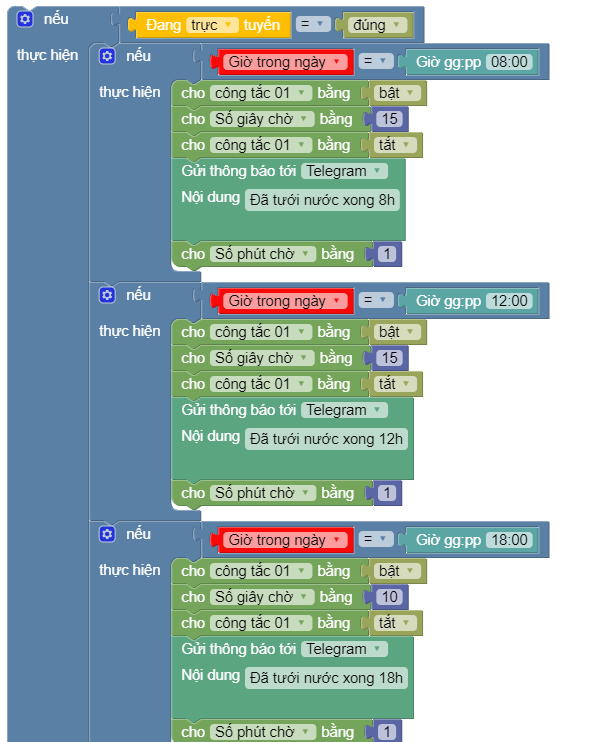 nếu Đang trực tuyến = đúng
thực hiện nếu Giờ trong ngày = Giờ gg:pp 08:00
thực hiện cho công tắc 01 bằng bật
cho Số giây chờ bằng 15
cho công tắc 01 bằng tắt
Gửi thông báo tới Telegram
Nội dung Đã tưới nước xong 8h
cho Số phút chờ bằng 1
nếu Giờ trong ngày = Giờ gg:pp 12:00
thực hiện cho công tắc 01 bằng bật
cho Số giây chờ bằng 15
cho công tắc 01 bằng tắt
Gửi thông báo tới Telegram
Nội dung Đã tưới nước xong 12h
cho Số phút chờ bằng 1
nếu Giờ trong ngày = Giờ gg:pp 18:00
thực hiện cho công tắc 01 bằng bật
cho Số giây chờ bằng 10
cho công tắc 01 bằng tắt
Gửi thông báo tới Telegram
Nội dung Đã tưới nước xong 18h
cho Số phút chờ bằng 1